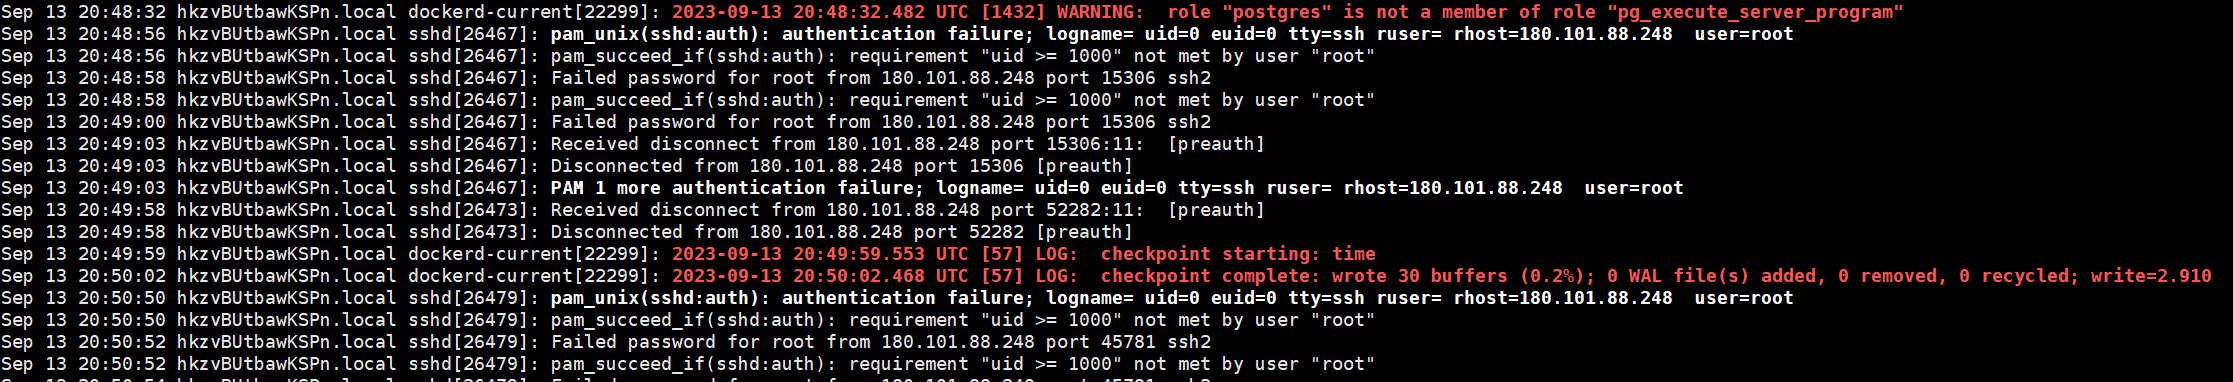 Sep 13 20:48:32 hkzvBUtbawKSPn.local dockerd-current[22299]: 2023-09-13 20:48:32.482 UTC [1432] WARNING:  role "postgres" is not a member of role "pg_execute_server_program"
Sep 13 20:48:56 hkzvBUtbawKSPn.local sshd[26467]: pam_unix(sshd:auth): authentication failure; logname= uid=0 euid=0 tty=ssh ruser= rhost=180.101.88.248  user=root
Sep 13 20:48:56 hkzvBUtbawKSPn.local sshd[26467]: pam_succeed_if(sshd:auth): requirement "uid >= 1000" not met by user "root"
Sep 13 20:48:58 hkzvBUtbawKSPn.local sshd[26467]: Failed password for root from 180.101.88.248 port 15306 ssh2
Sep 13 20:48:58 hkzvBUtbawKSPn.local sshd[26467]: pam_succeed_if(sshd:auth): requirement "uid >= 1000" not met by user "root"
Sep 13 20:49:00 hkzvBUtbawKSPn.local sshd[26467]: Failed password for root from 180.101.88.248 port 15306 ssh2
Sep 13 20:49:03 hkzvBUtbawKSPn.local sshd[26467]: Received disconnect from 180.101.88.248 port 15306:11:  [preauth]
Sep 13 20:49:03 hkzvBUtbawKSPn.local sshd[26467]: Disconnected from 180.101.88.248 port 15306 [preauth]
Sep 13 20:49:03 hkzvBUtbawKSPn.local sshd[26467]: PAM 1 more authentication failure; logname= uid=0 euid=0 tty=ssh ruser= rhost=180.101.88.248  user=root
Sep 13 20:49:58 hkzvBUtbawKSPn.local sshd[26473]: Received disconnect from 180.101.88.248 port 52282:11:  [preauth]
Sep 13 20:49:58 hkzvBUtbawKSPn.local sshd[26473]: Disconnected from 180.101.88.248 port 52282 [preauth]
Sep 13 20:49:59 hkzvBUtbawKSPn.local dockerd-current[22299]: 2023-09-13 20:49:59.553 UTC [57] LOG:  checkpoint starting: time
Sep 13 20:50:02 hkzvBUtbawKSPn.local dockerd-current[22299]: 2023-09-13 20:50:02.468 UTC [57] LOG:  checkpoint complete: wrote 30 buffers (0.2%); 0 WAL file(s) added, 0 removed, 0 recycled; write=2.910
Sep 13 20:50:50 hkzvBUtbawKSPn.local sshd[26479]: pam_unix(sshd:auth): authentication failure; logname= uid=0 euid=0 tty=ssh ruser= rhost=180.101.88.248  user=root
Sep 13 20:50:50 hkzvBUtbawKSPn.local sshd[26479]: pam_succeed_if(sshd:auth): requirement "uid >= 1000" not met by user "root"
Sep 13 20:50:52 hkzvBUtbawKSPn.local sshd[26479]: Failed password for root from 180.101.88.248 port 45781 ssh2
Sep 13 20:50:52 hkzvBUtbawKSPn.local sshd[26479]: pam_succeed_if(sshd:auth): requirement "uid >= 1000" not met by user "root"